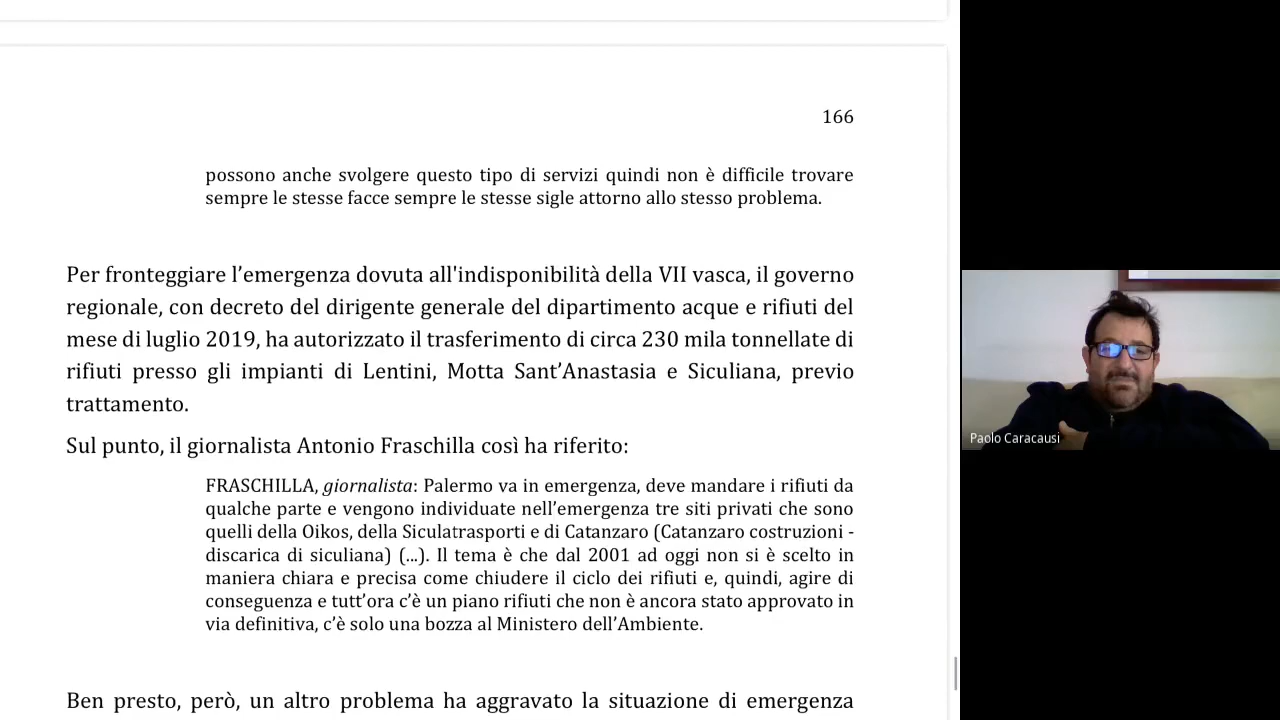 166
possono anche svolgere questo tipo di servizi quindi non è difficile trovare
sempre le stesse facce sempre le stesse sigle attorno allo stesso problema.
Per fronteggiare l’emergenza dovuta all'indisponibilità della VII vasca, il governo
regionale, con decreto del dirigente generale del dipartimento acque e rifiuti del
mese di luglio 2019, ha autorizzato il trasferimento di circa 230 mila tonnellate di
rifiuti presso gli impianti di Lentini, Motta Sant’Anastasia e Siculiana, previo
trattamento.
Sul punto, il giornalista Antonio Fraschilla così ha riferito:
FRASCHILLA, giornalista: Palermo va in emergenza, deve mandare i rifiuti da
qualche parte e vengono individuate nell’emergenza tre siti privati che sono
quelli della Oikos, della Siculatrasporti e di Catanzaro (Catanzaro costruzioni -
discarica di siculiana) (...). Il tema è che dal 2001 ad oggi non si è scelto in
maniera chiara e precisa come chiudere il ciclo dei rifiuti e, quindi, agire di
conseguenza e tutt’ora c’è un piano rifiuti che non è ancora stato approvato in
via definitiva, c’è solo una bozza al Ministero dell’Ambiente.
Ben presto, però, un altro problema ha aggravato la situazione di emergenza
Paolo Caracausi